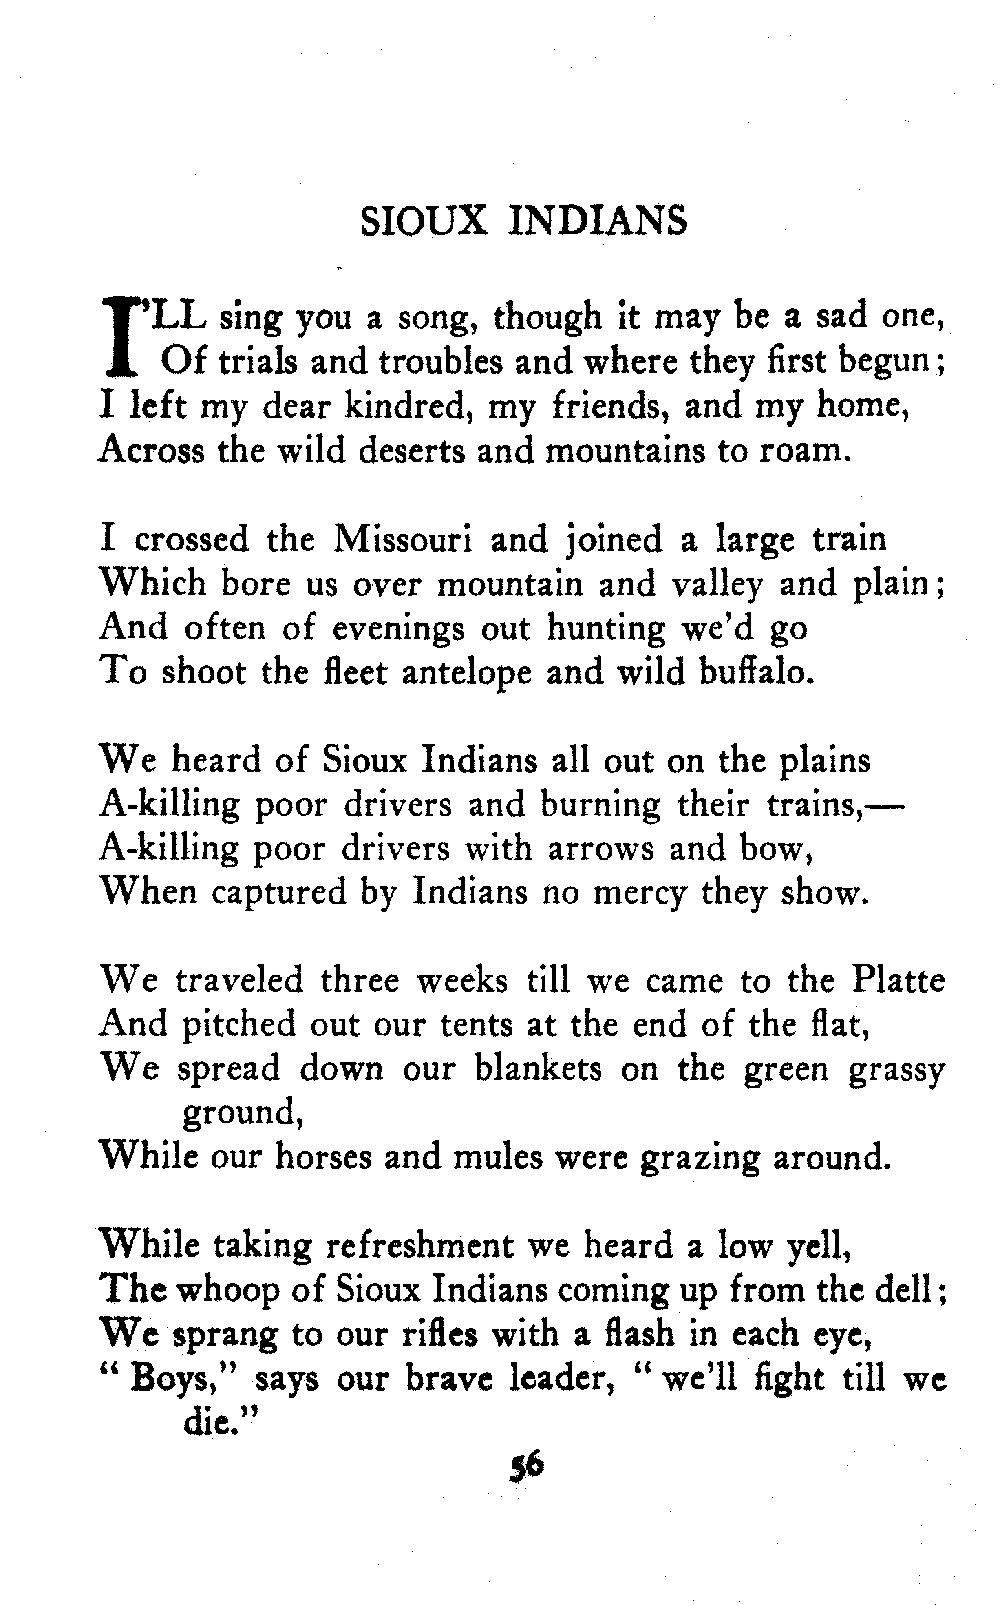 SIOUX INDIANS
I'LL sing you a song, though it may be a sad one,
Of trials and troubles and where they first begun;
I left my dear kindred, my friends, and my home,
Across the wild deserts and mountains to roam.
I crossed the Missouri and joined a large train
Which bore us over mountain and valley and plain;
And often of evenings out hunting we'd go
To shoot the fleet antelope and wild buffalo.
We heard of Sioux Indians all out on the plains
A-killing poor drivers and burning their trains,—
A-killing poor drivers with arrows and bow,
When captured by Indians no mercy they show.
We traveled three weeks till we came to the Platte
And pitched out our tents at the end of the flat,
We spread down our blankets on the green grassy
ground,
While our horses and mules were grazing around.
While taking refreshment we heard a low yell,
The whoop of Sioux Indians coming up from the dell;
We sprang to our rifles with a flash in each eye,
" Boys," says our brave leader, " we'll fight till we
die."
56